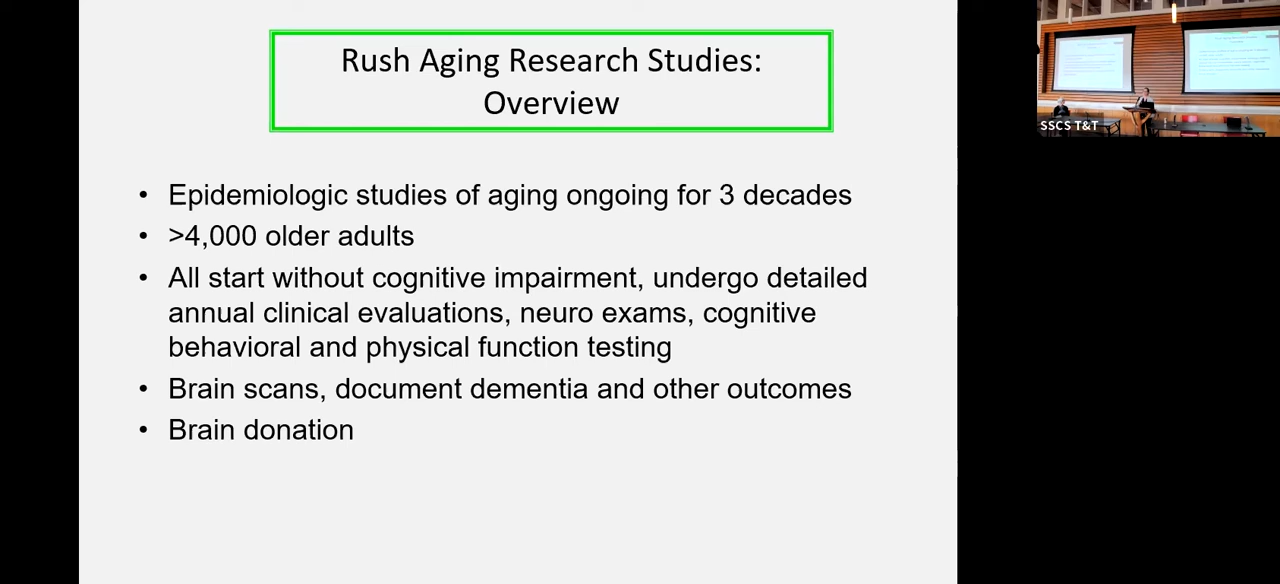 Rush Aging Research Studies:
Overview
• Epidemiologic studies of aging ongoing for 3 decades
• >4,000 older adults
• All start without cognitive impairment, undergo detailed
annual clinical evaluations, neuro exams, cognitive
behavioral and physical function testing
• Brain scans, document dementia and other outcomes
• Brain donation
SSCS T&T